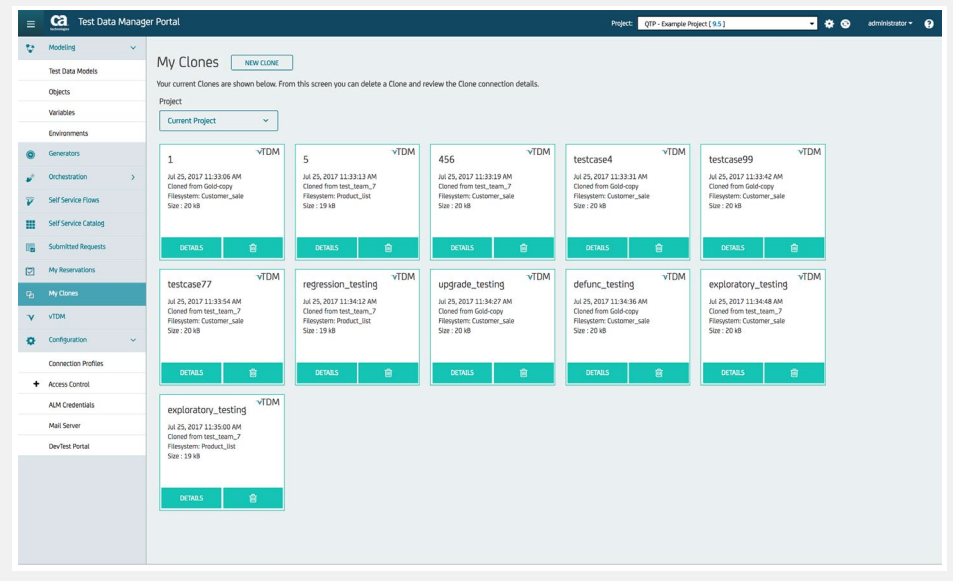 ca technologies Test Data Manager Portal Project: QTP - Example Project [ 9.5 ] administrator ?
Modeling
Test Data Models
Objects
Variables
Environments
Generators
Orchestration
Self Service Flows
Self Service Catalog
Submitted Requests
My Reservations
My Clones
vTDM
Configuration
Connection Profiles
+ Access Control
ALM Credentials
Mail Server
DevTest Portal
My Clones NEW CLONE
Your current Clones are shown below. From this screen you can delete a Clone and review the Clone connection details.
Project
Current Project
vTDM
1
Jul 25, 2017 11:33:06 AM
Cloned from Gold-copy
Filesystem: Customer_sale
Size : 20 kB
DETAILS
vTDM
5
Jul 25, 2017 11:33:13 AM
Cloned from test_team_7
Filesystem: Product_list
Size : 19 kB
DETAILS
vTDM
456
Jul 25, 2017 11:33:19 AM
Cloned from test_team_7
Filesystem: Customer_sale
Size : 20 kB
DETAILS
vTDM
testcase4
Jul 25, 2017 11:33:31 AM
Cloned from Gold-copy
Filesystem: Customer_sale
Size : 20 kB
DETAILS
vTDM
testcase99
Jul 25, 2017 11:33:42 AM
Cloned from Gold-copy
Filesystem: Customer_sale
Size : 20 kB
DETAILS
vTDM
testcase77
Jul 25, 2017 11:33:54 AM
Cloned from test_team_7
Filesystem: Customer_sale
Size : 20 kB
DETAILS
vTDM
regression_testing
Jul 25, 2017 11:34:12 AM
Cloned from test_team_7
Filesystem: Product_list
Size : 19 kB
DETAILS
vTDM
upgrade_testing
Jul 25, 2017 11:34:27 AM
Cloned from Gold-copy
Filesystem: Customer_sale
Size : 20 kB
DETAILS
vTDM
defunc_testing
Jul 25, 2017 11:34:36 AM
Cloned from Gold-copy
Filesystem: Customer_sale
Size : 20 kB
DETAILS
vTDM
exploratory_testing
Jul 25, 2017 11:34:48 AM
Cloned from test_team_7
Filesystem: Customer_sale
Size : 20 kB
DETAILS
vTDM
exploratory_testing
Jul 25, 2017 11:35:00 AM
Cloned from test_team_7
Filesystem: Product_list
Size : 19 kB
DETAILS